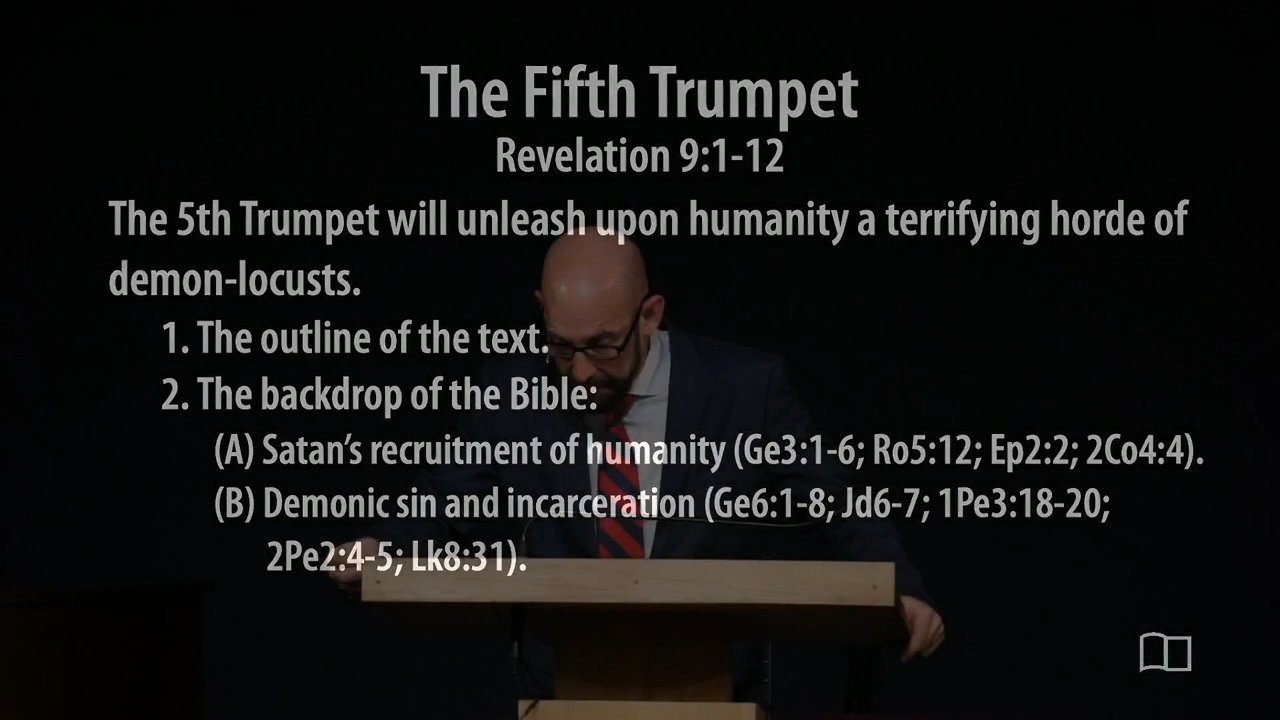 The Fifth Trumpet
Revelation 9:1-12
The 5th Trumpet will unleash upon humanity a terrifying horde of
demon-locusts.
1. The outline of the text.
2. The backdrop of the Bible:
(A) Satan’s recruitment of humanity (Ge3:1-6; Ro5:12; Ep2:2; 2Co4:4).
(B) Demonic sin and incarceration (Ge6:1-8; Jd6-7; 1Pe3:18-20;
2Pe2:4-5; Lk8:31).